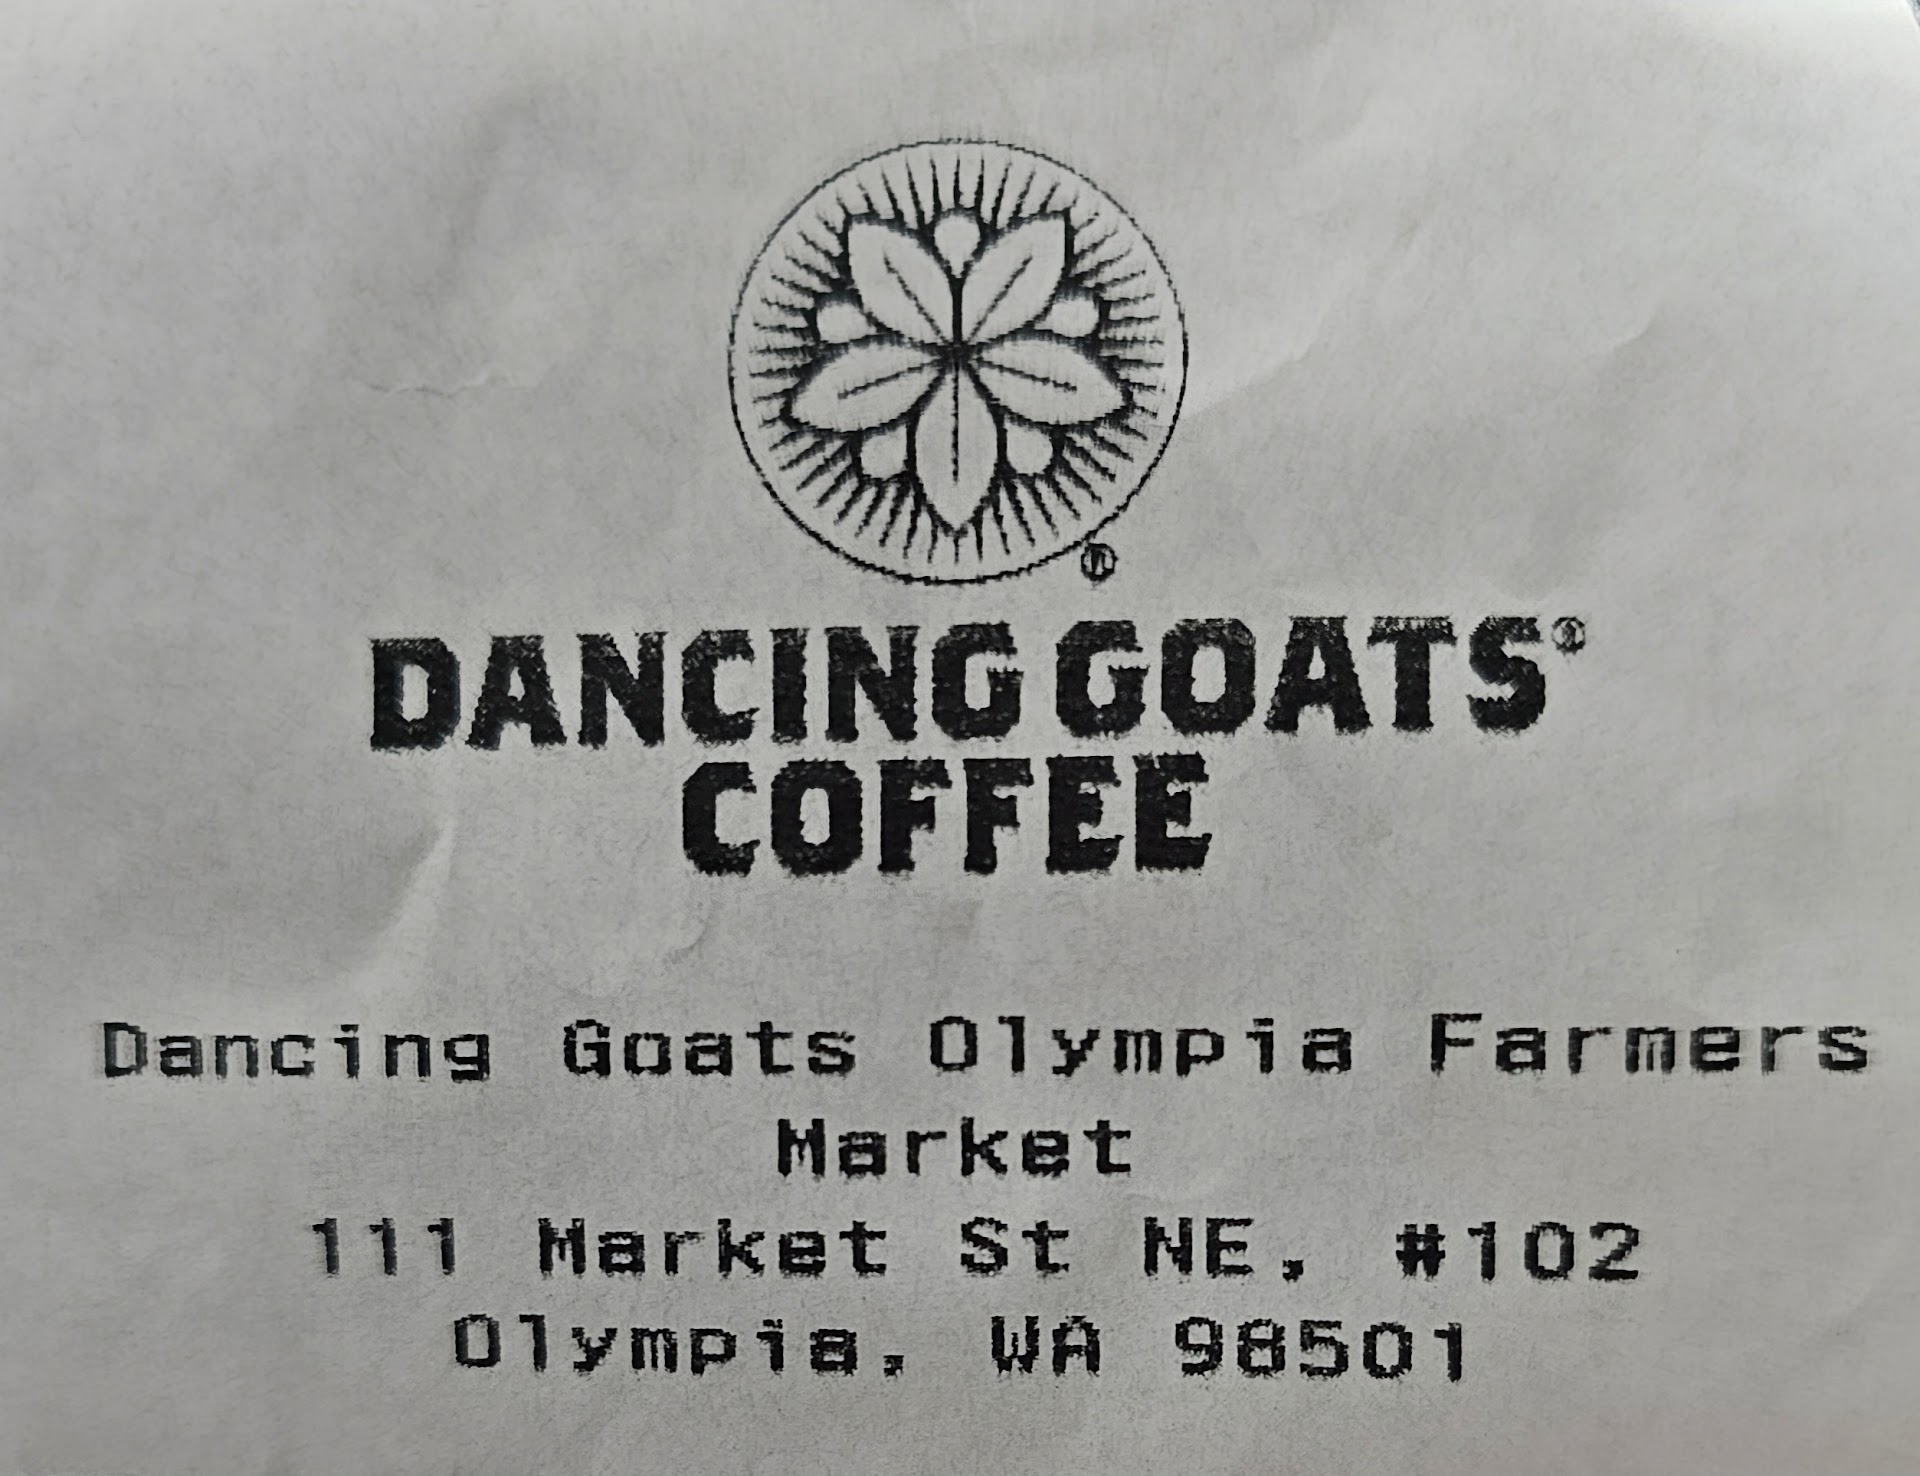 ®
DANCING GOATS®
COFFEE
Dancing Goats Olympia Farmers
Market
111 Market St NE, #102
Olympia, WA 98501